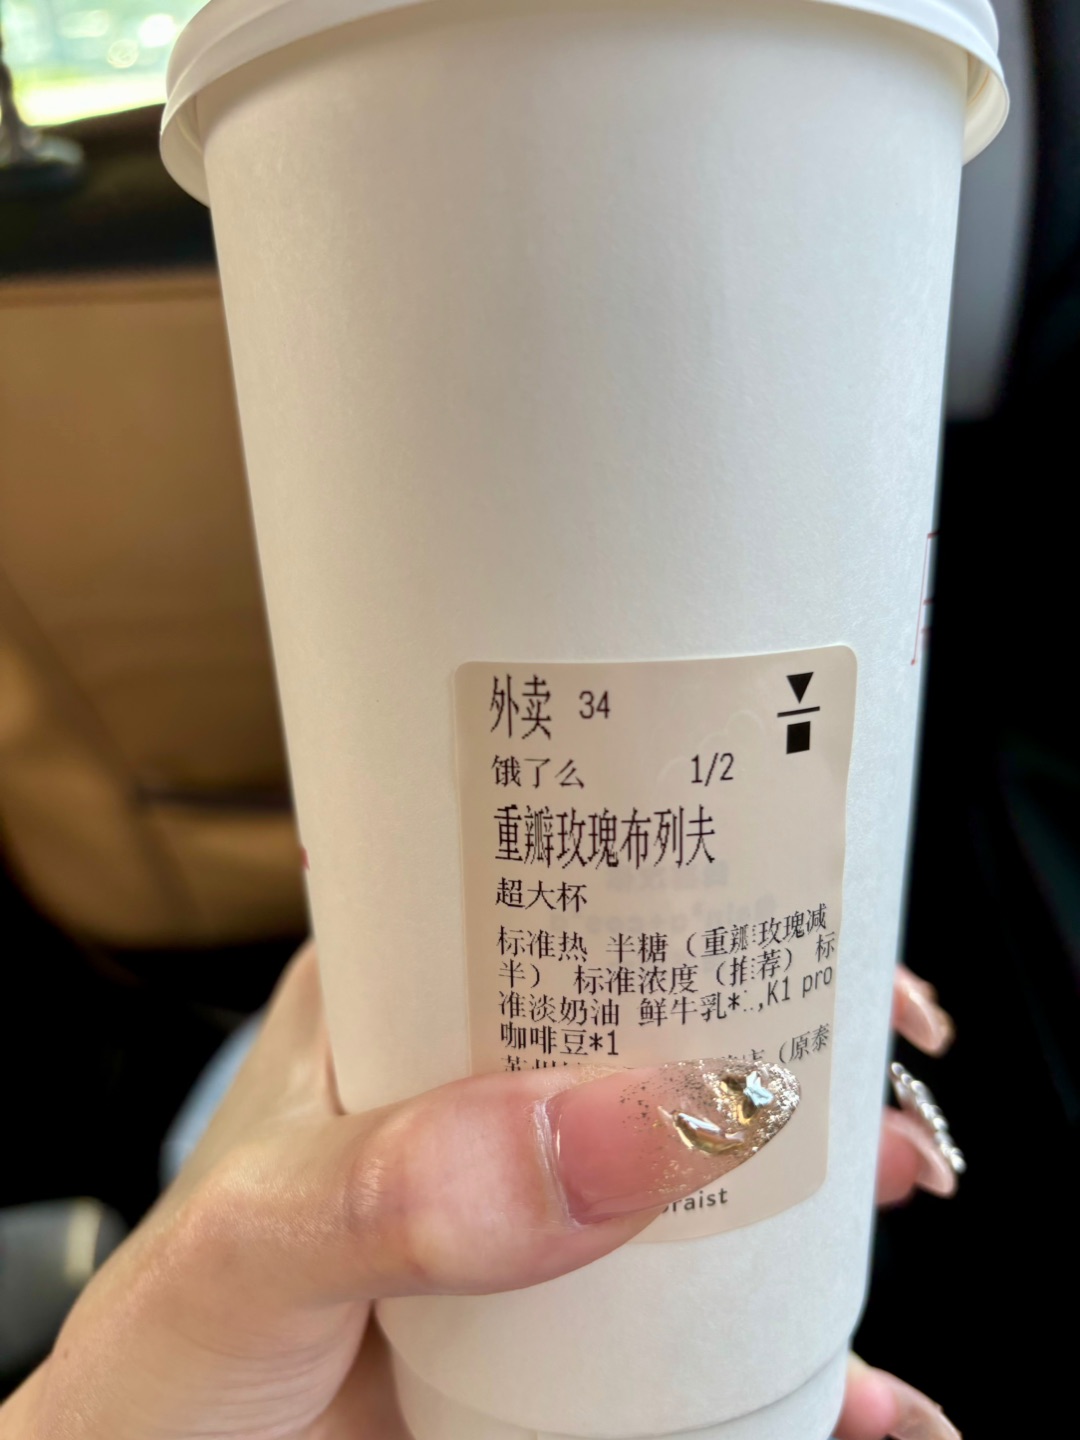 外卖 34
饿了么 1/2
重瓣玫瑰布列夫
超大杯
标准热 半糖（重瓣玫瑰减
半） 标准浓度（推荐） 标
准淡奶油 鲜牛乳*
,K1 pro
咖啡豆*1
（原泰